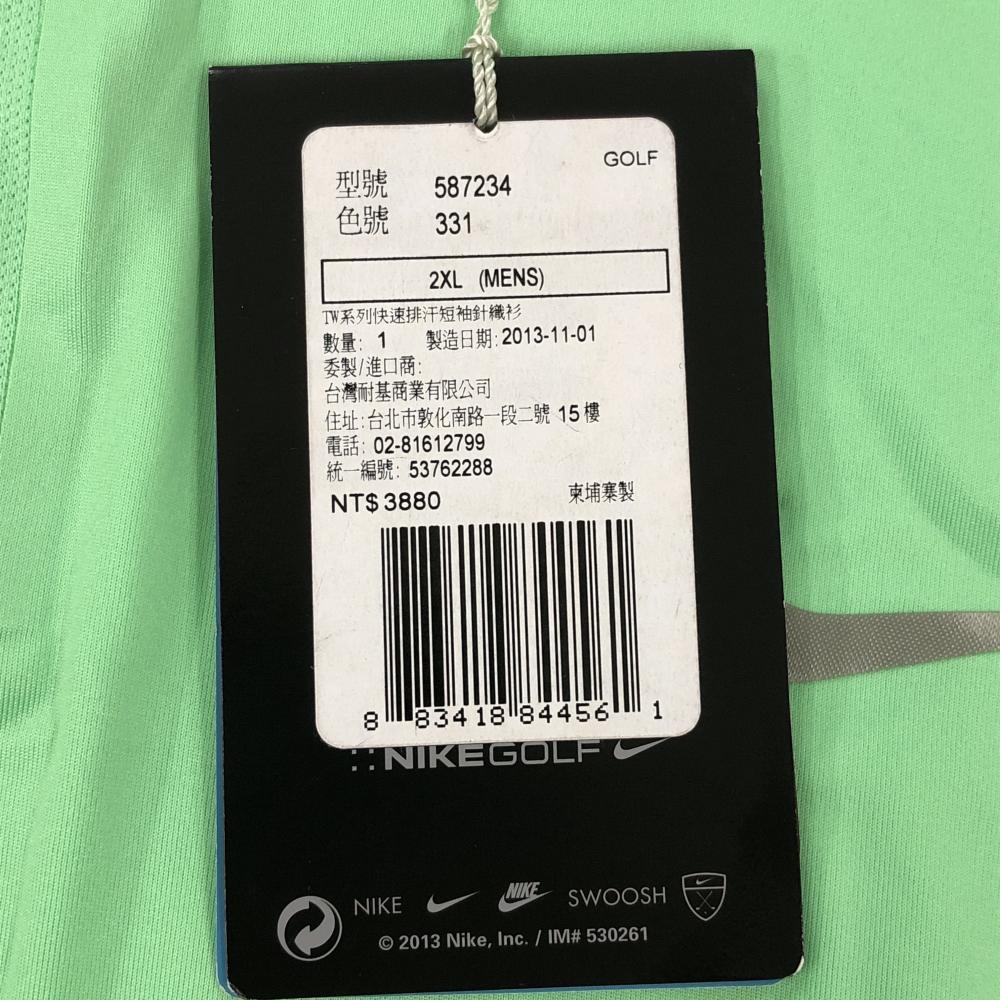 GOLF
型號 587234
色號 331
2XL (MENS)
TW系列快速排汗短袖針織衫
數量: 1 製造日期: 2013-11-01
委製/進口商:
台灣耐基商業有限公司
住址:台北市敦化南路一段二號 15 樓
電話: 02-81612799
統一編號: 53762288
NT$3880 柬埔寨製
8 83418 84456 1
NIKEGOLF
NIKE NIKE SWOOSH
© 2013 Nike, Inc. / IM# 530261